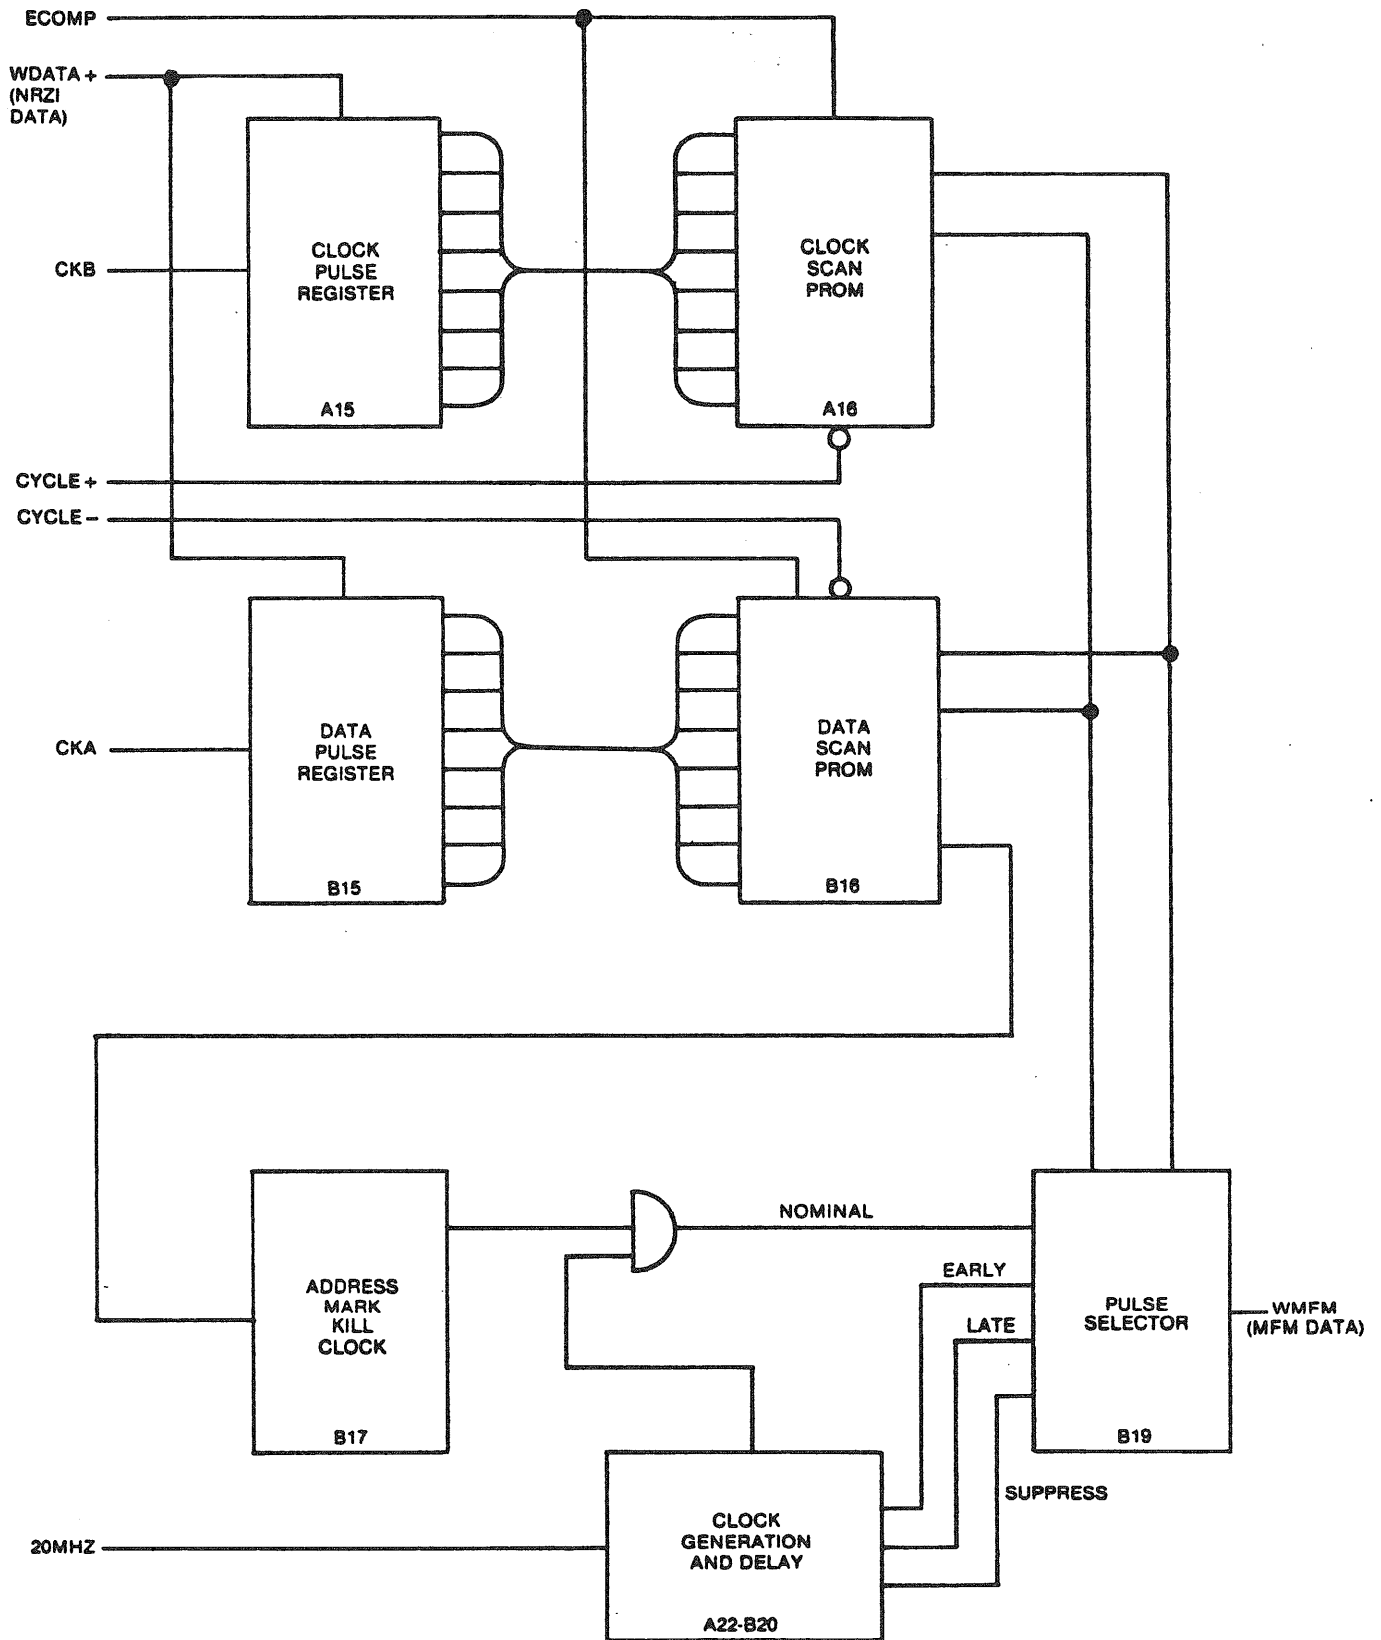 ECOMP
WDATA +
(NRZI
DATA)
CLOCK
PULSE
REGISTER
A15
CLOCK
SCAN
PROM
A16
CKB
CYCLE +
CYCLE –
DATA
PULSE
REGISTER
B15
DATA
SCAN
PROM
B16
CKA
ADDRESS
MARK
KILL
CLOCK
B17
NOMINAL
EARLY
LATE
SUPPRESS
PULSE
SELECTOR
B19
WMFM
(MFM DATA)
20MHZ
CLOCK
GENERATION
AND DELAY
A22-B20